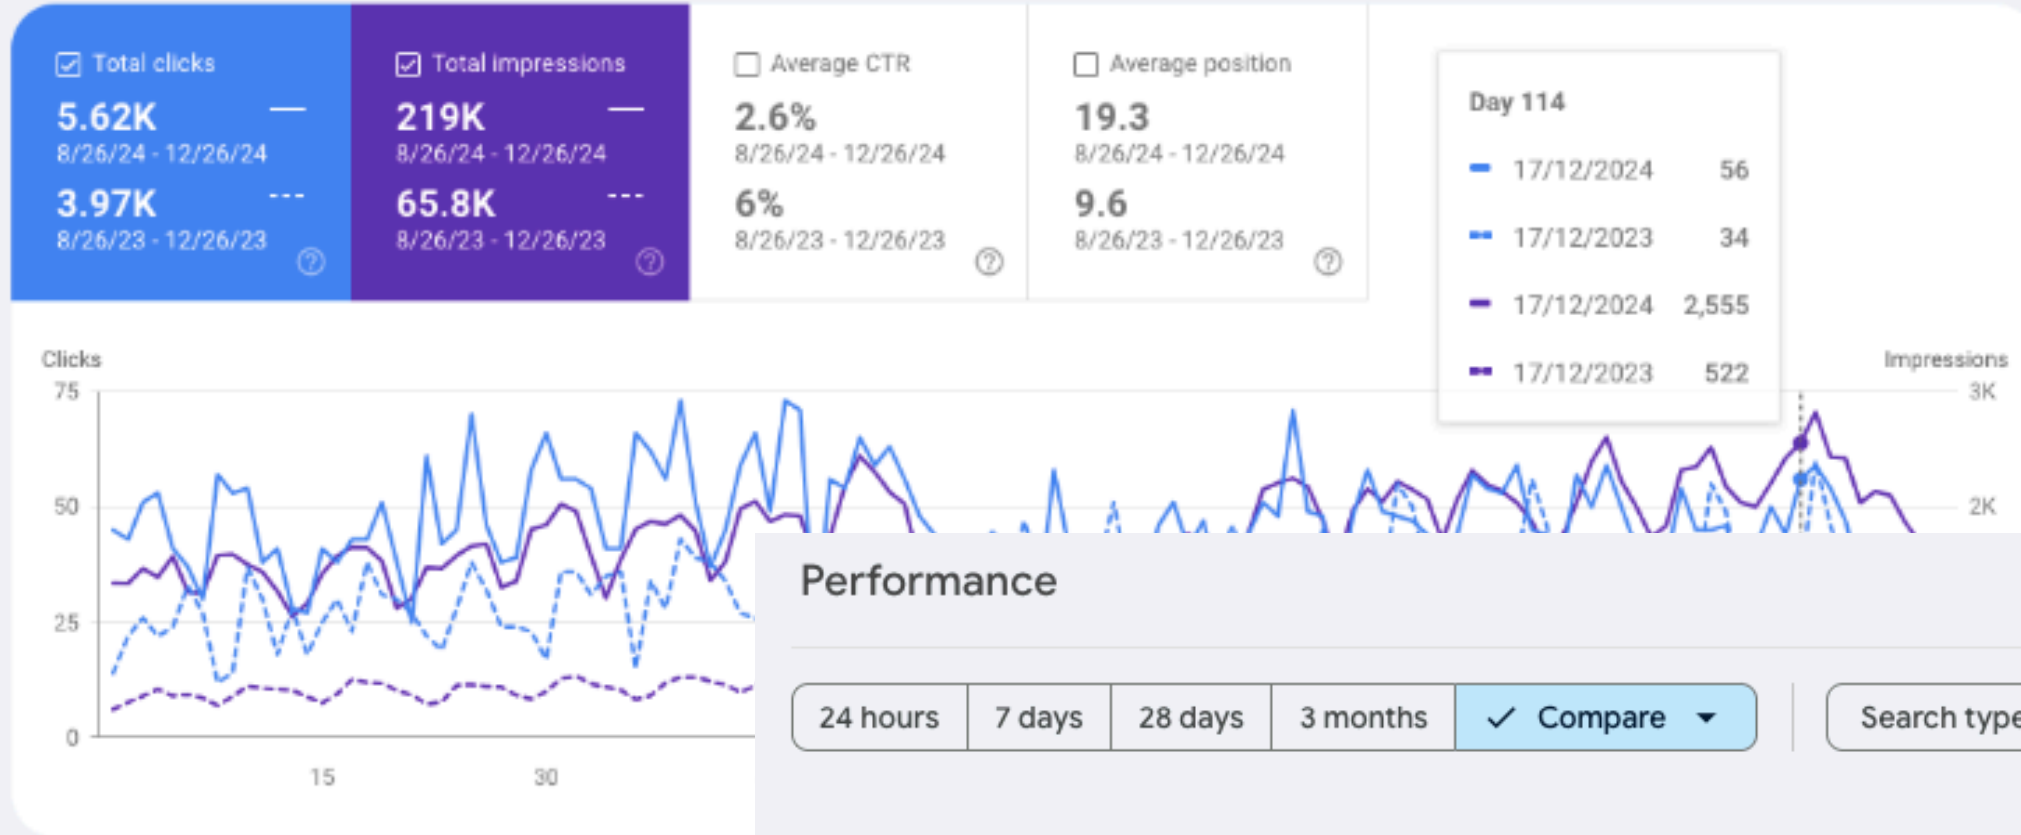 Total clicks
5.62K
8/26/24 - 12/26/24
3.97K
8/26/23 - 12/26/23
Total impressions
219K
8/26/24 - 12/26/24
65.8K
8/26/23 - 12/26/23
Average CTR
2.6%
8/26/24 - 12/26/24
6%
8/26/23 - 12/26/23
Average position
19.3
8/26/24 - 12/26/24
9.6
8/26/23 - 12/26/23
Day 114
17/12/2024 56
17/12/2023 34
17/12/2024 2,555
17/12/2023 522
Clicks
75
50
25
0
15
30
Impressions
3K
2K
Performance
24 hours
7 days
28 days
3 months
Compare
Search type